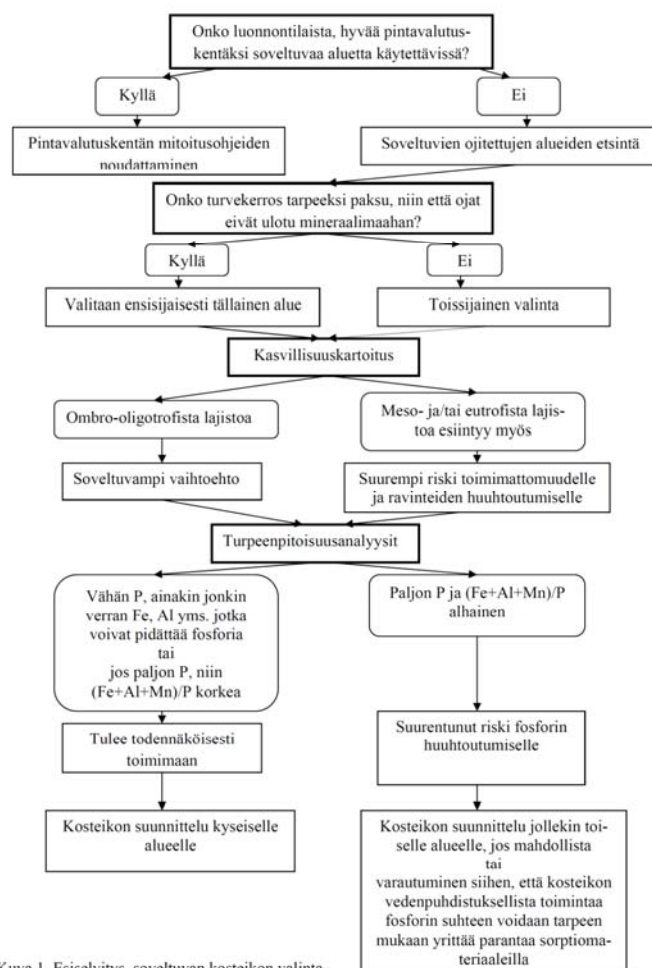 Onko luonnontilaista, hyvää pintavalutus-
kentäksi soveltuvaa aluetta käytettävissä?
Kyllä
Ei
Pintavalutuskentän mitoitusohjeiden
noudattaminen
Soveltuvien ojitettujen alueiden etsintä
Onko turvekerros tarpeeksi paksu, niin että ojat
eivät ulotu mineraalimaahan?
Kyllä
Ei
Valitaan ensisijaisesti tällainen alue
Toissijainen valinta
Kasvillisuuskartoitus
Ombro-oligotrofista lajistoa
Meso- ja/tai eutrofista lajis-
toa esiintyy myös
Soveltuvampi vaihtoehto
Suurempi riski toimimattomuudelle
ja ravinteiden huuhtoutumiselle
Turpeenpitoisuusanalyysit
Vähän P, ainakin jonkin
verran Fe, Al yms. jotka
voivat pidättää fosforia
tai
jos paljon P, niin
(Fe+Al+Mn)/P korkea
Paljon P ja (Fe+Al+Mn)/P
alhainen
Tulee todennäköisesti
toimimaan
Suurentunut riski fosforin
huuhtoutumiselle
Kosteikon suunnittelu kyseiselle
alueelle
Kosteikon suunnittelu jollekin toi-
selle alueelle, jos mahdollista
tai
varautuminen siihen, että kosteikon
vedenpuhdistuksellista toimintaa
fosforin suhteen voidaan tarpeen
mukaan yrittää parantaa sorptioma-
teriaaleilla
Kuva 1. Esiselvitys, soveltuvan kosteikon valinta